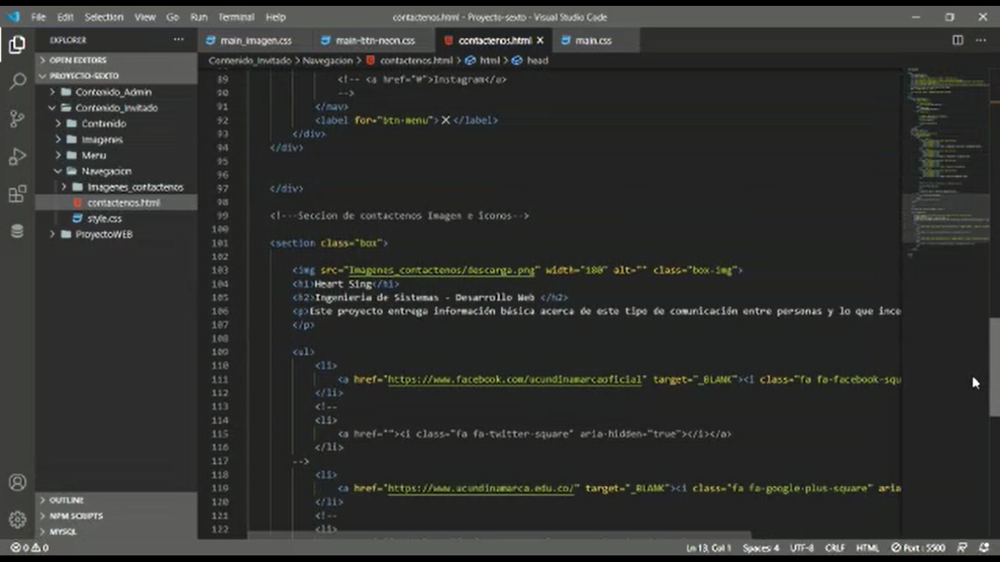 File Edit Selection View Go Run Terminal Help contactenos.html - Proyecto-sexto - Visual Studio Code
EXPLORER ···
main_imagen.css main-btn-neon.css contactenos.html × main.css
OPEN EDITORS
Contenido_Invitado > Navegacion > contactenos.html > html > head
PROYECTO-SEXTO
Contenido_Admin
Contenido_Invitado
Contenido
Imagenes
Menu
Navegacion
Imagenes_contactenos
contactenos.html
style.css
ProyectoWEB
OUTLINE
NPM SCRIPTS
MYSQL
89 <!-- <a href="#">Instagram</a>
90 -->
91 </nav>
92 <label for="btn-menu">✕</label>
93 </div>
94 </div>
95
96
97 </div>
98
99 <!---Seccion de contactenos Imagen e iconos-->
100
101 <section class="box">
102
103 <img src="Imagenes_contactenos/descarga.png" width="180" alt="" class="box-img">
104 <h1>Heart Sing</h1>
105 <h2>Ingenieria de Sistemas - Desarrollo Web </h2>
106 <p>Este proyecto entrega información básica acerca de este tipo de comunicación entre personas y lo que ince
107 </p>
108
109 <ul>
110 <li>
111 <a href="https://www.facebook.com/ucundinamarcaoficial" target="_BLANK"><i class="fa fa-facebook-squ
112 </li>
113 <!--
114 <li>
115 <a href=""><i class="fa fa-twitter-square" aria-hidden="true"></i></a>
116 </li>
117 -->
118 <li>
119 <a href="https://www.ucundinamarca.edu.co/" target="_BLANK"><i class="fa fa-google-plus-square" aria
120 </li>
121 <!--
122 <li>
0 0 Ln 13, Col 1 Spaces: 4 UTF-8 CRLF HTML Port : 5500